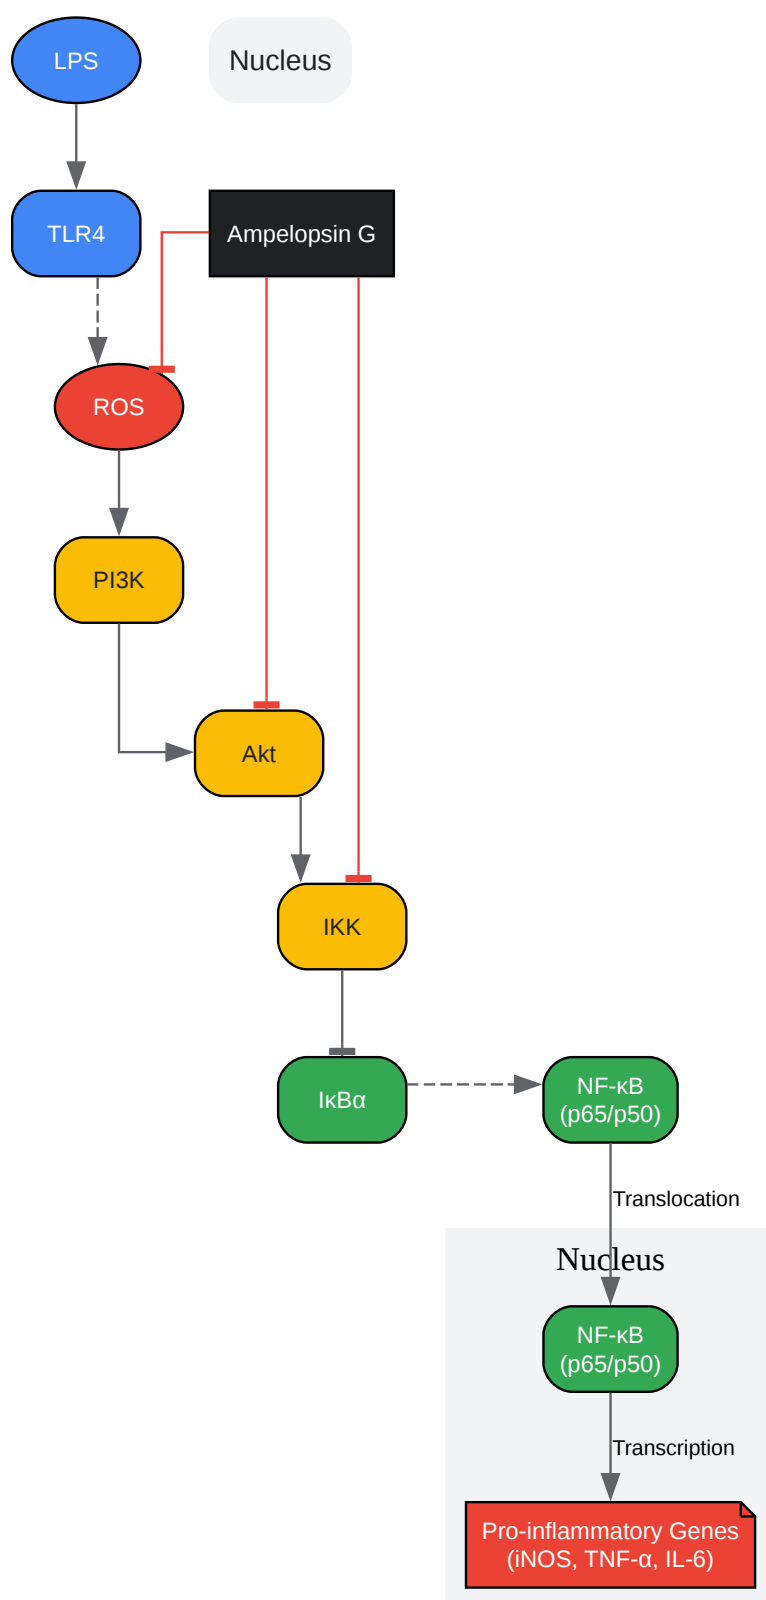 LPS
Nucleus
TLR4
Ampelopsin G
ROS
PI3K
Akt
IKK
IκBα
NF-κB
(p65/p50)
Translocation
Nucleus
NF-κB
(p65/p50)
Transcription
Pro-inflammatory Genes
(iNOS, TNF-α, IL-6)